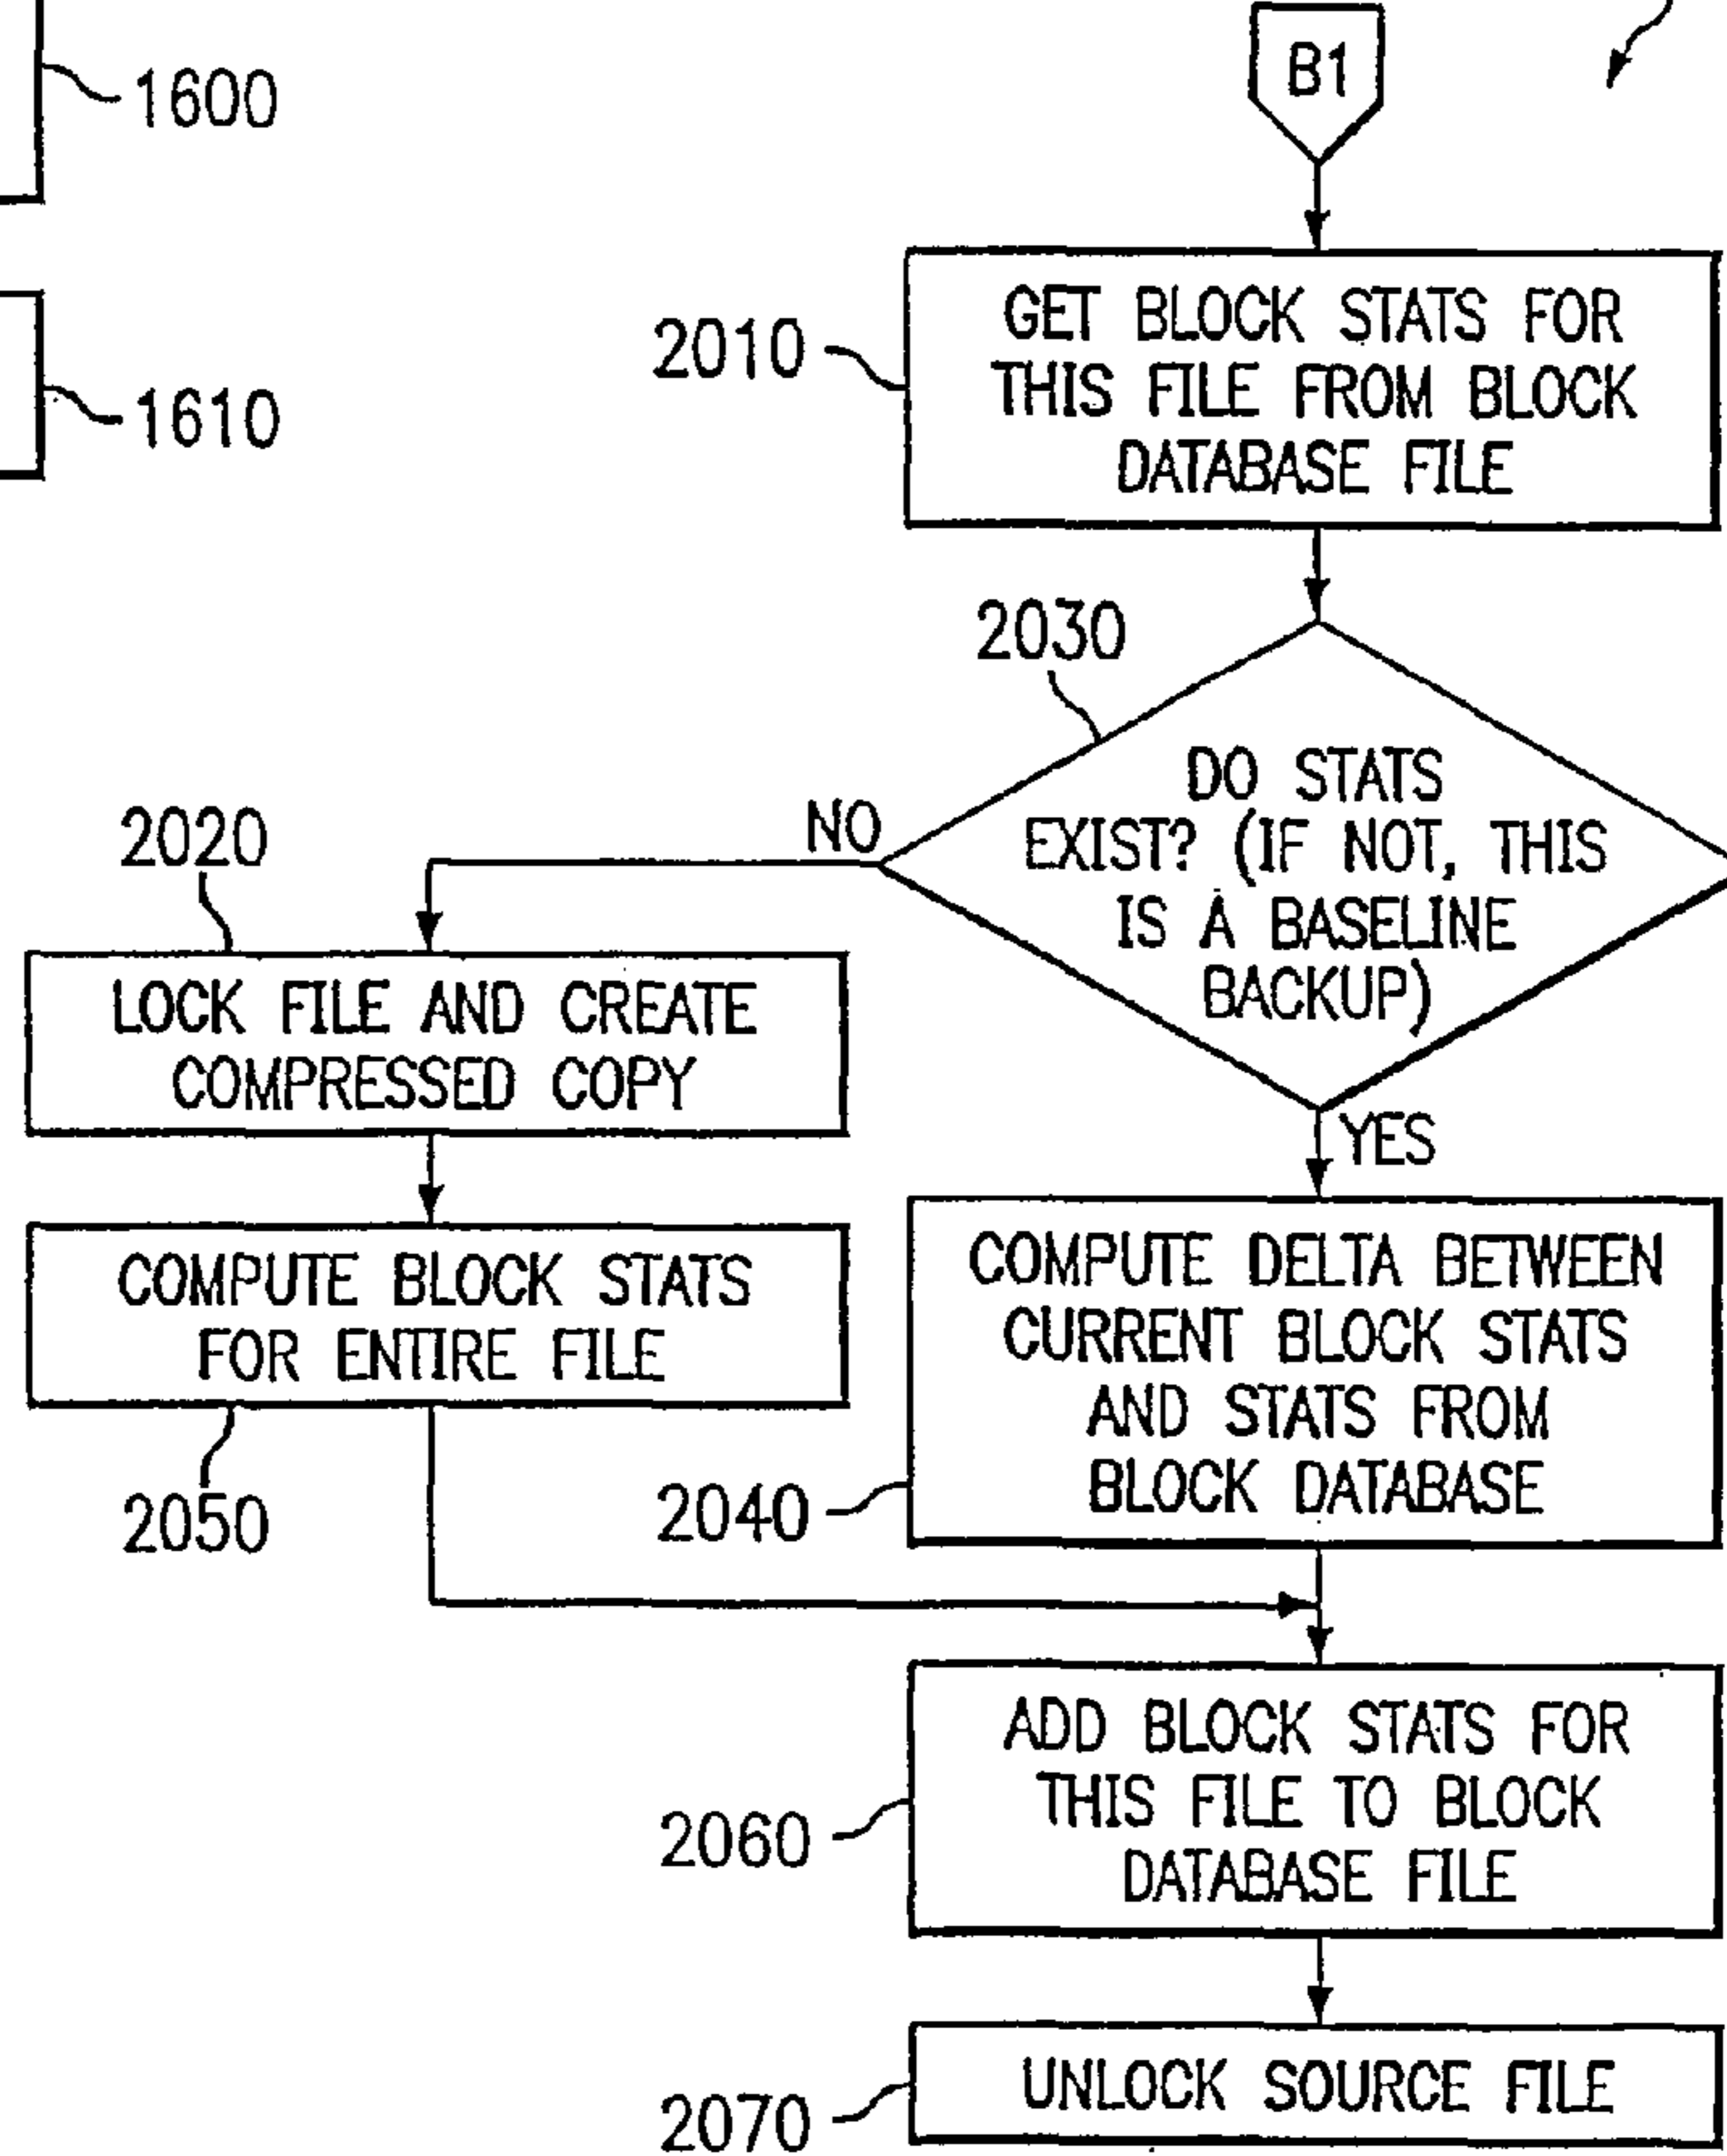 1600
1610
B1
2010
GET BLOCK STATS FOR
THIS FILE FROM BLOCK
DATABASE FILE
2030
DO STATS
EXIST? (IF NOT, THIS
IS A BASELINE
BACKUP)
NO
YES
2020
LOCK FILE AND CREATE
COMPRESSED COPY
COMPUTE BLOCK STATS
FOR ENTIRE FILE
2050
COMPUTE DELTA BETWEEN
CURRENT BLOCK STATS
AND STATS FROM
BLOCK DATABASE
2040
ADD BLOCK STATS FOR
THIS FILE TO BLOCK
DATABASE FILE
2060
UNLOCK SOURCE FILE
2070